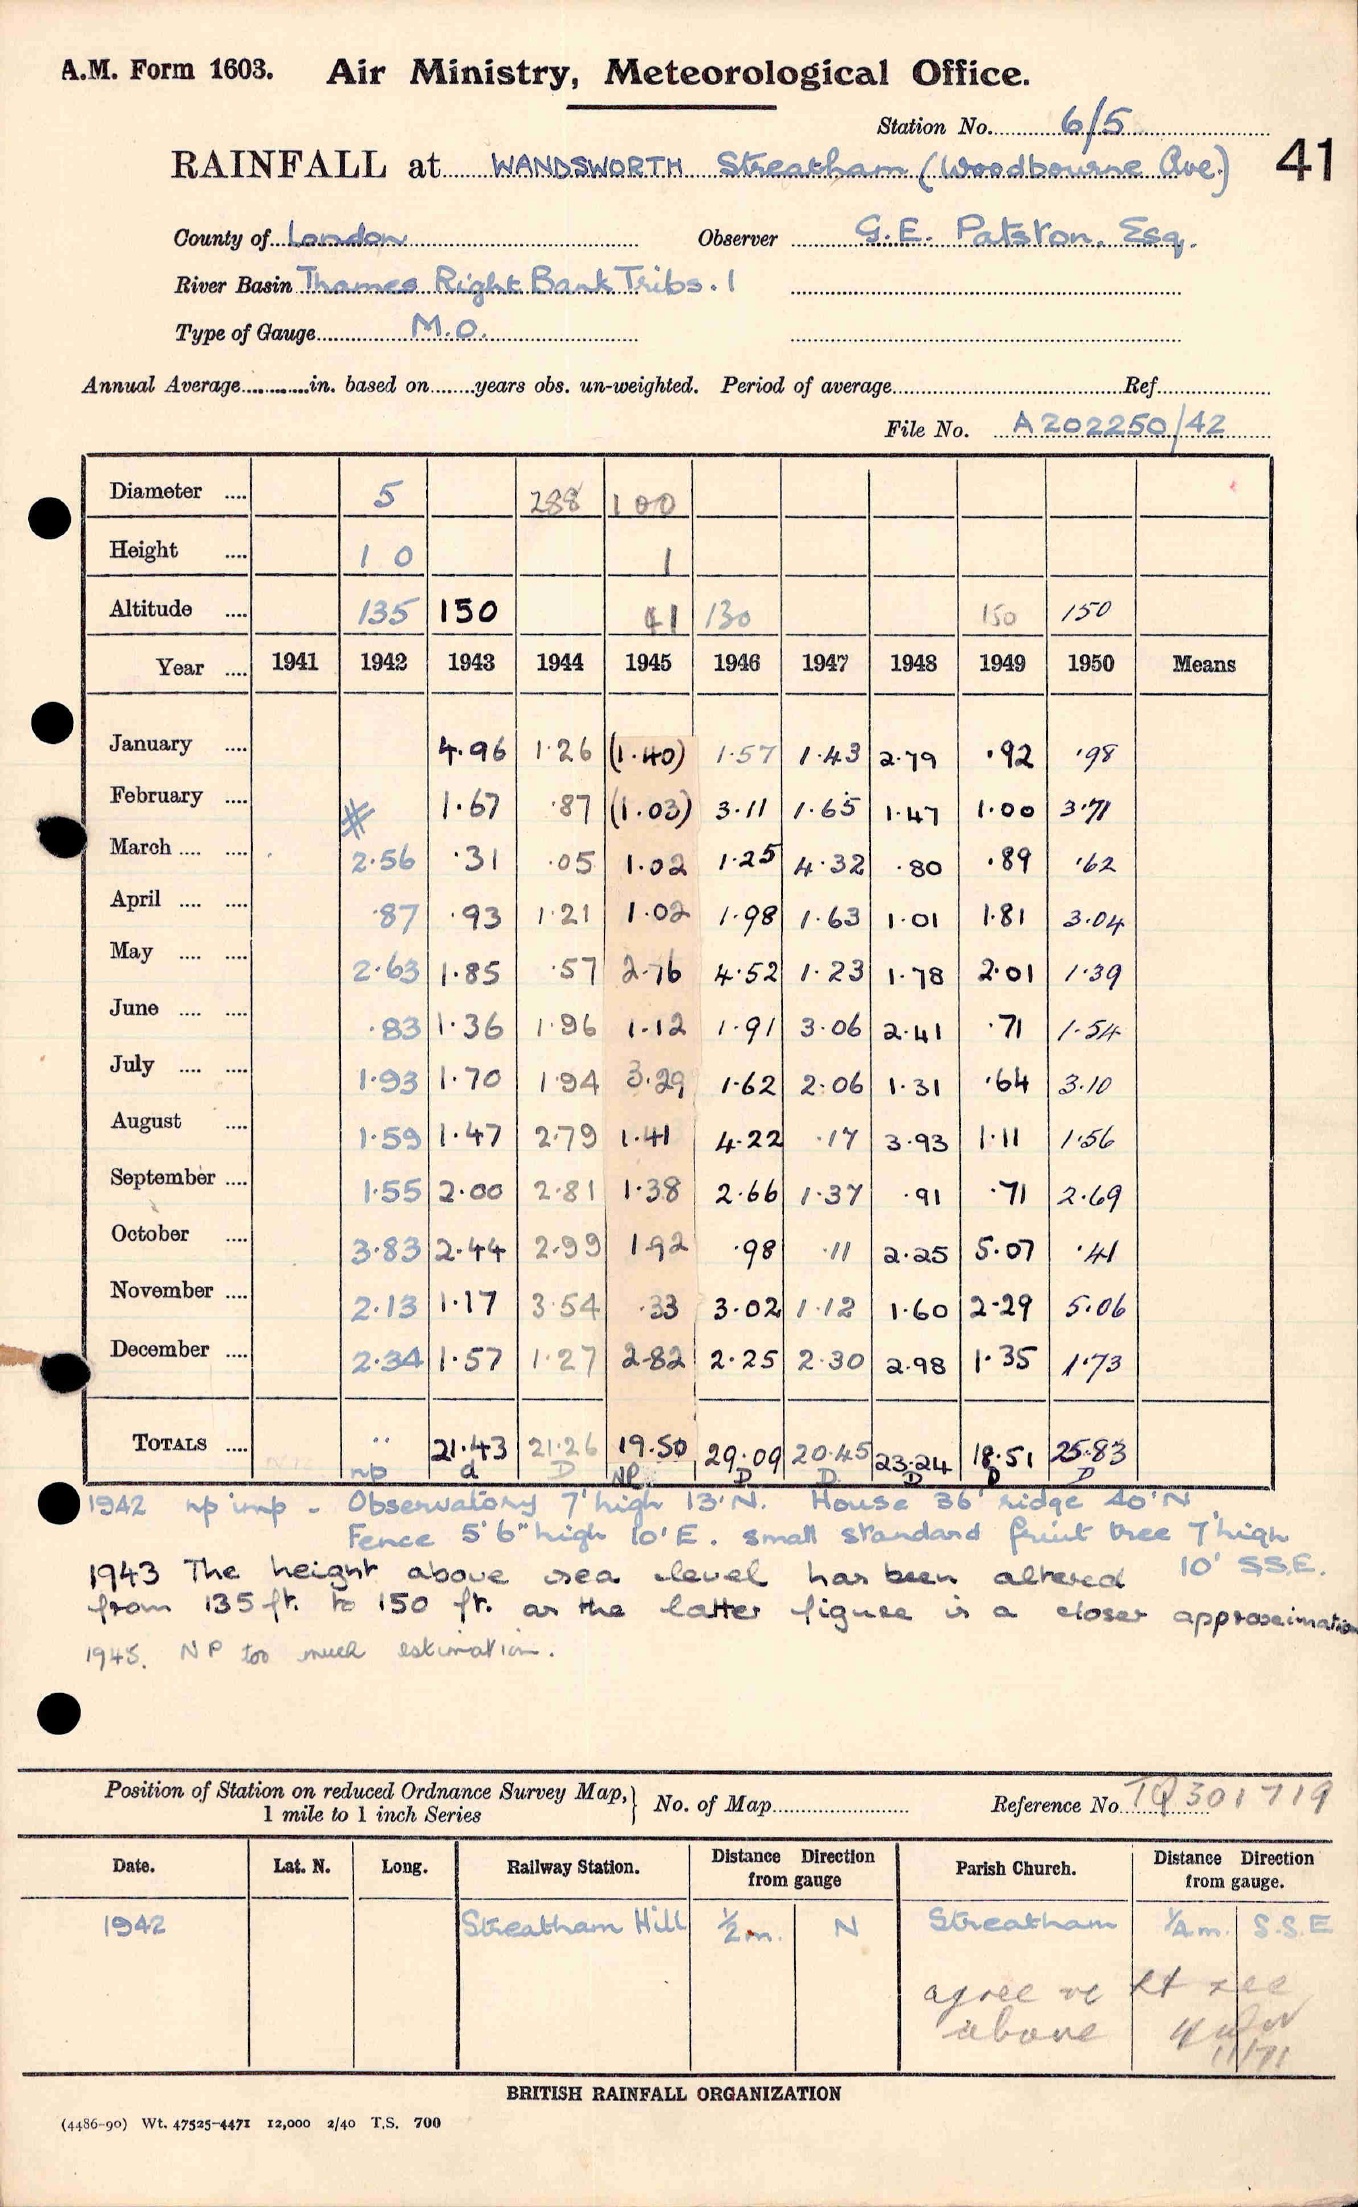 A.M. Form 1603. Air Ministry, Meteorological Office.
Station No. 6/5
41
RAINFALL at WANDSWORTH Streatham (Woodbourne Ave.)
County of London Observer G.E. Patston, Esq.
River Basin Thames Right Bank Tribs. 1
Type of Gauge M.O.
Annual Average in. based on years obs. un-weighted. Period of average Ref.
File No. A202250/42
Diameter 5 288 100
Height 1 0 1
Altitude 135 150 41 130 150 150
Year 1941 1942 1943 1944 1945 1946 1947 1948 1949 1950 Means
January 4.96 1.26 (1.40) 1.57 1.43 2.79 .92 .98
February # 1.67 .87 (1.03) 3.11 1.65 1.47 1.00 3.71
March 2.56 .31 .05 1.02 1.25 4.32 .80 .89 .62
April .87 .93 1.21 1.02 1.98 1.63 1.01 1.81 3.04
May 2.63 1.85 .57 2.76 4.52 1.23 1.78 2.01 1.39
June .83 1.36 1.96 1.12 1.91 3.06 2.41 .71 1.54
July 1.93 1.70 1.94 3.29 1.62 2.06 1.31 .64 3.10
August 1.59 1.47 2.79 1.41 4.22 .17 3.93 1.11 1.56
September 1.55 2.00 2.81 1.38 2.66 1.37 .91 .71 2.69
October 3.83 2.44 2.99 1.92 .98 .11 2.25 5.07 .41
November 2.13 1.17 3.54 .33 3.02 1.12 1.60 2.29 5.06
December 2.34 1.57 1.27 2.82 2.25 2.30 2.98 1.35 1.73
TOTALS .. 21.43 21.26 19.50 29.09 20.45 23.24 18.51 25.83
np d D NP D D D D D
1942 np imp - Observatory 7' high 13' N. House 36' ridge 40' N
Fence 5' 6" high 10' E. small standard fruit tree 7' high
10' SSE.
1943 The height above sea level has been altered
from 135 ft. to 150 ft. as the latter figure is a closer approximation
1945. NP too much estimation.
Position of Station on reduced Ordnance Survey Map, 1 mile to 1 inch Series } No. of Map Reference No. TQ 301719
Date. Lat. N. Long. Railway Station. Distance Direction from gauge Parish Church. Distance Direction from gauge.
1942 Streatham Hill ½ m. N Streatham ¼ m. S.S.E
agree
above
11/71
BRITISH RAINFALL ORGANIZATION
(4486-90) Wt. 47525-4471 12,000 2/40 T.S. 700